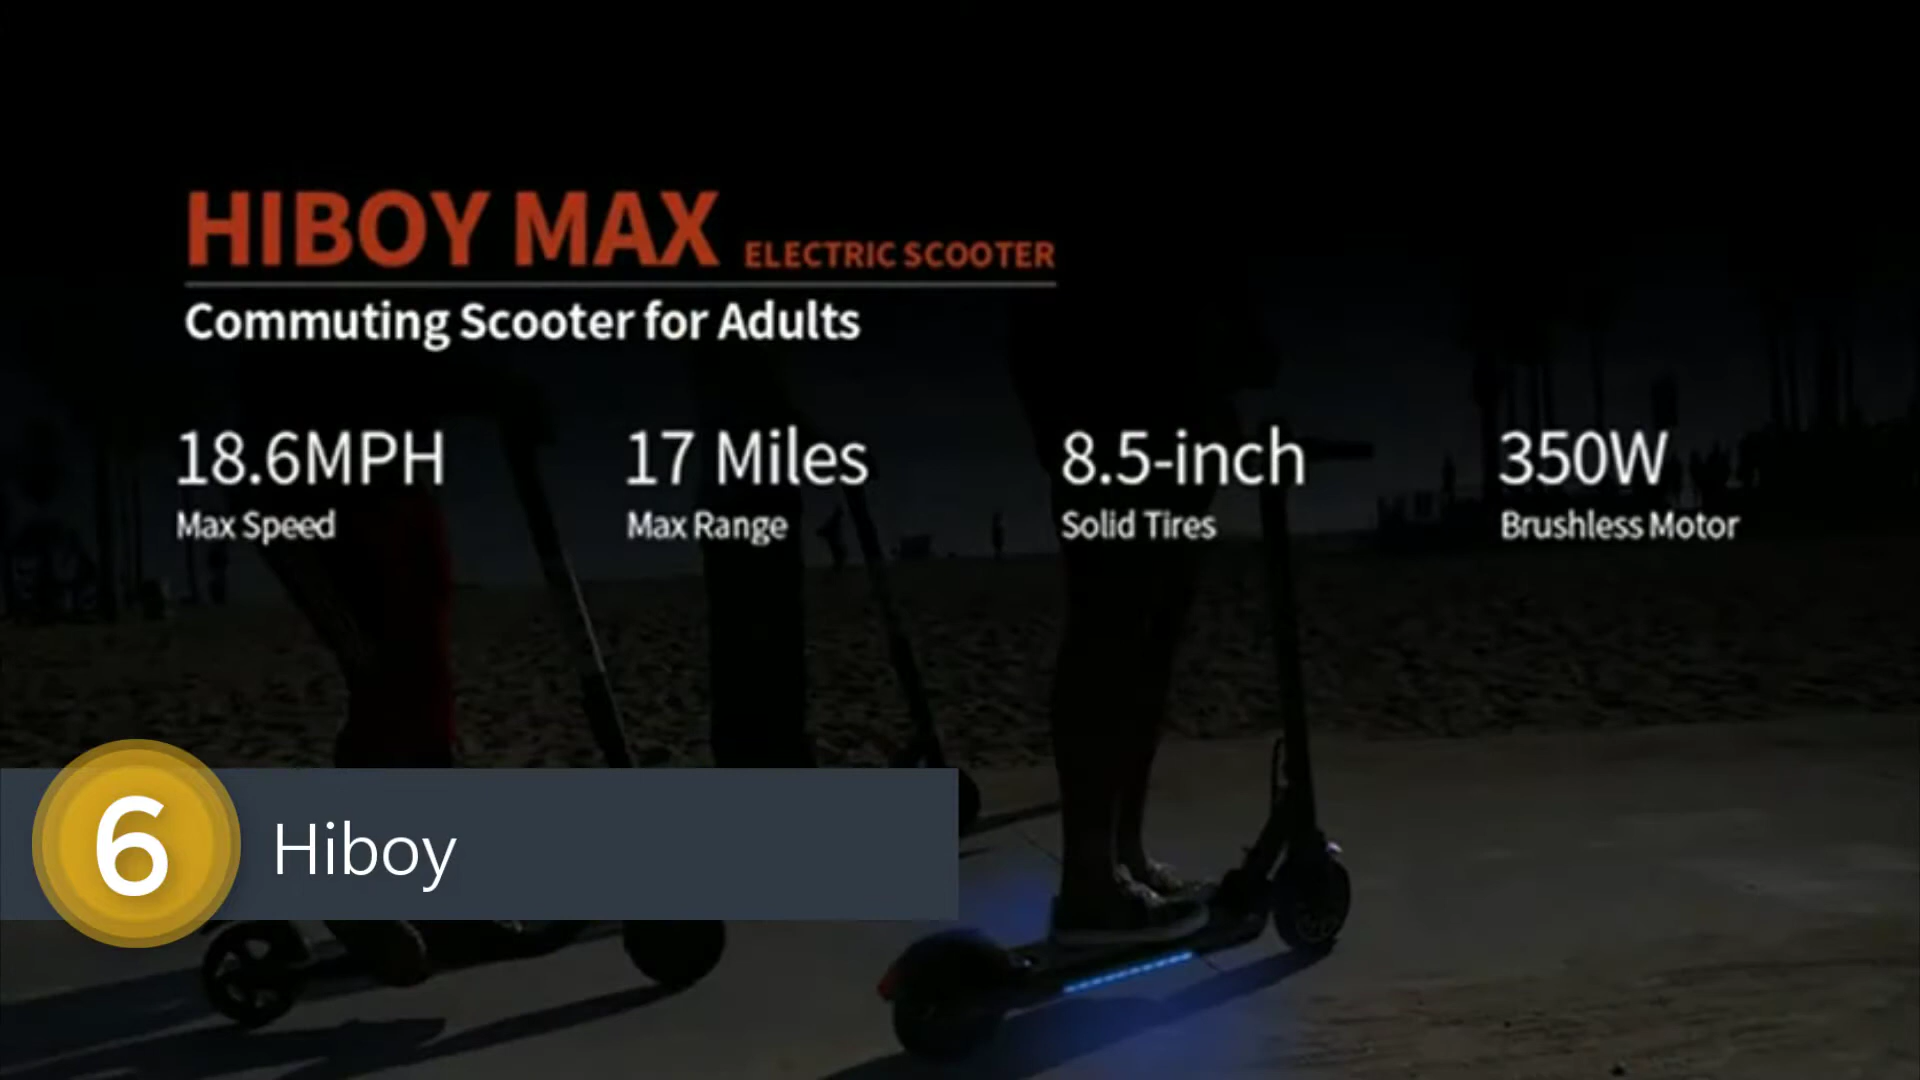 HIBOY MAX ELECTRIC SCOOTER
Commuting Scooter for Adults
18.6MPH 17 Miles 8.5-inch 350W
Max Speed Max Range Solid Tires Brushless Motor
6 Hiboy